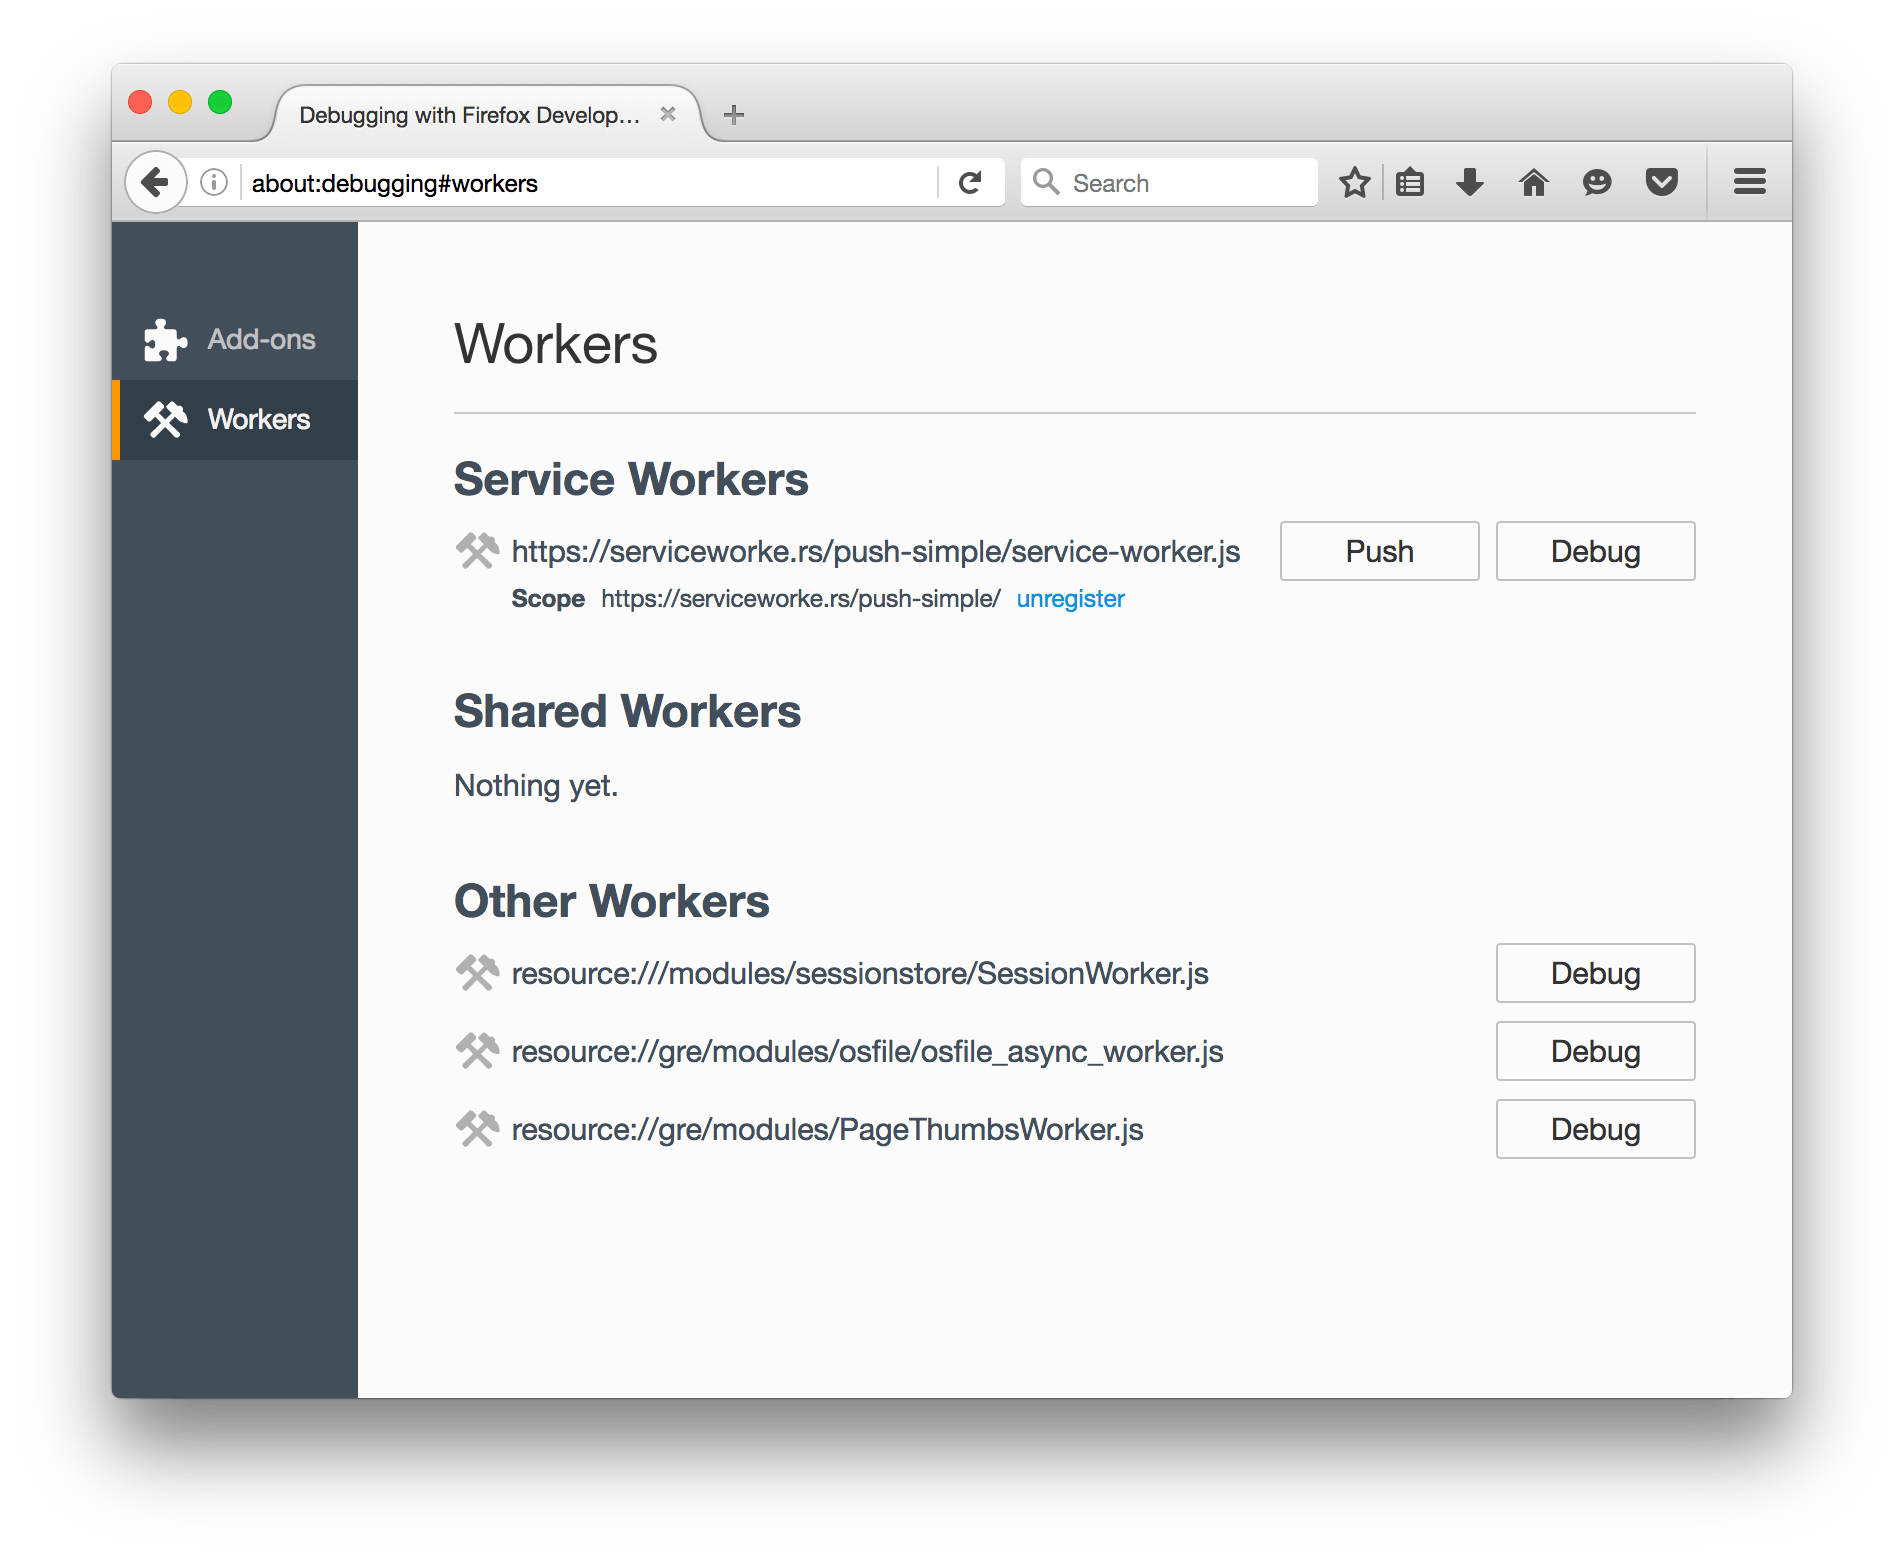 Debugging with Firefox Develop...
about:debugging#workers
Search
Add-ons
Workers
Workers
Service Workers
https://serviceworke.rs/push-simple/service-worker.js Push Debug
Scope https://serviceworke.rs/push-simple/ unregister
Shared Workers
Nothing yet.
Other Workers
resource:///modules/sessionstore/SessionWorker.js Debug
resource://gre/modules/osfile/osfile_async_worker.js Debug
resource://gre/modules/PageThumbsWorker.js Debug